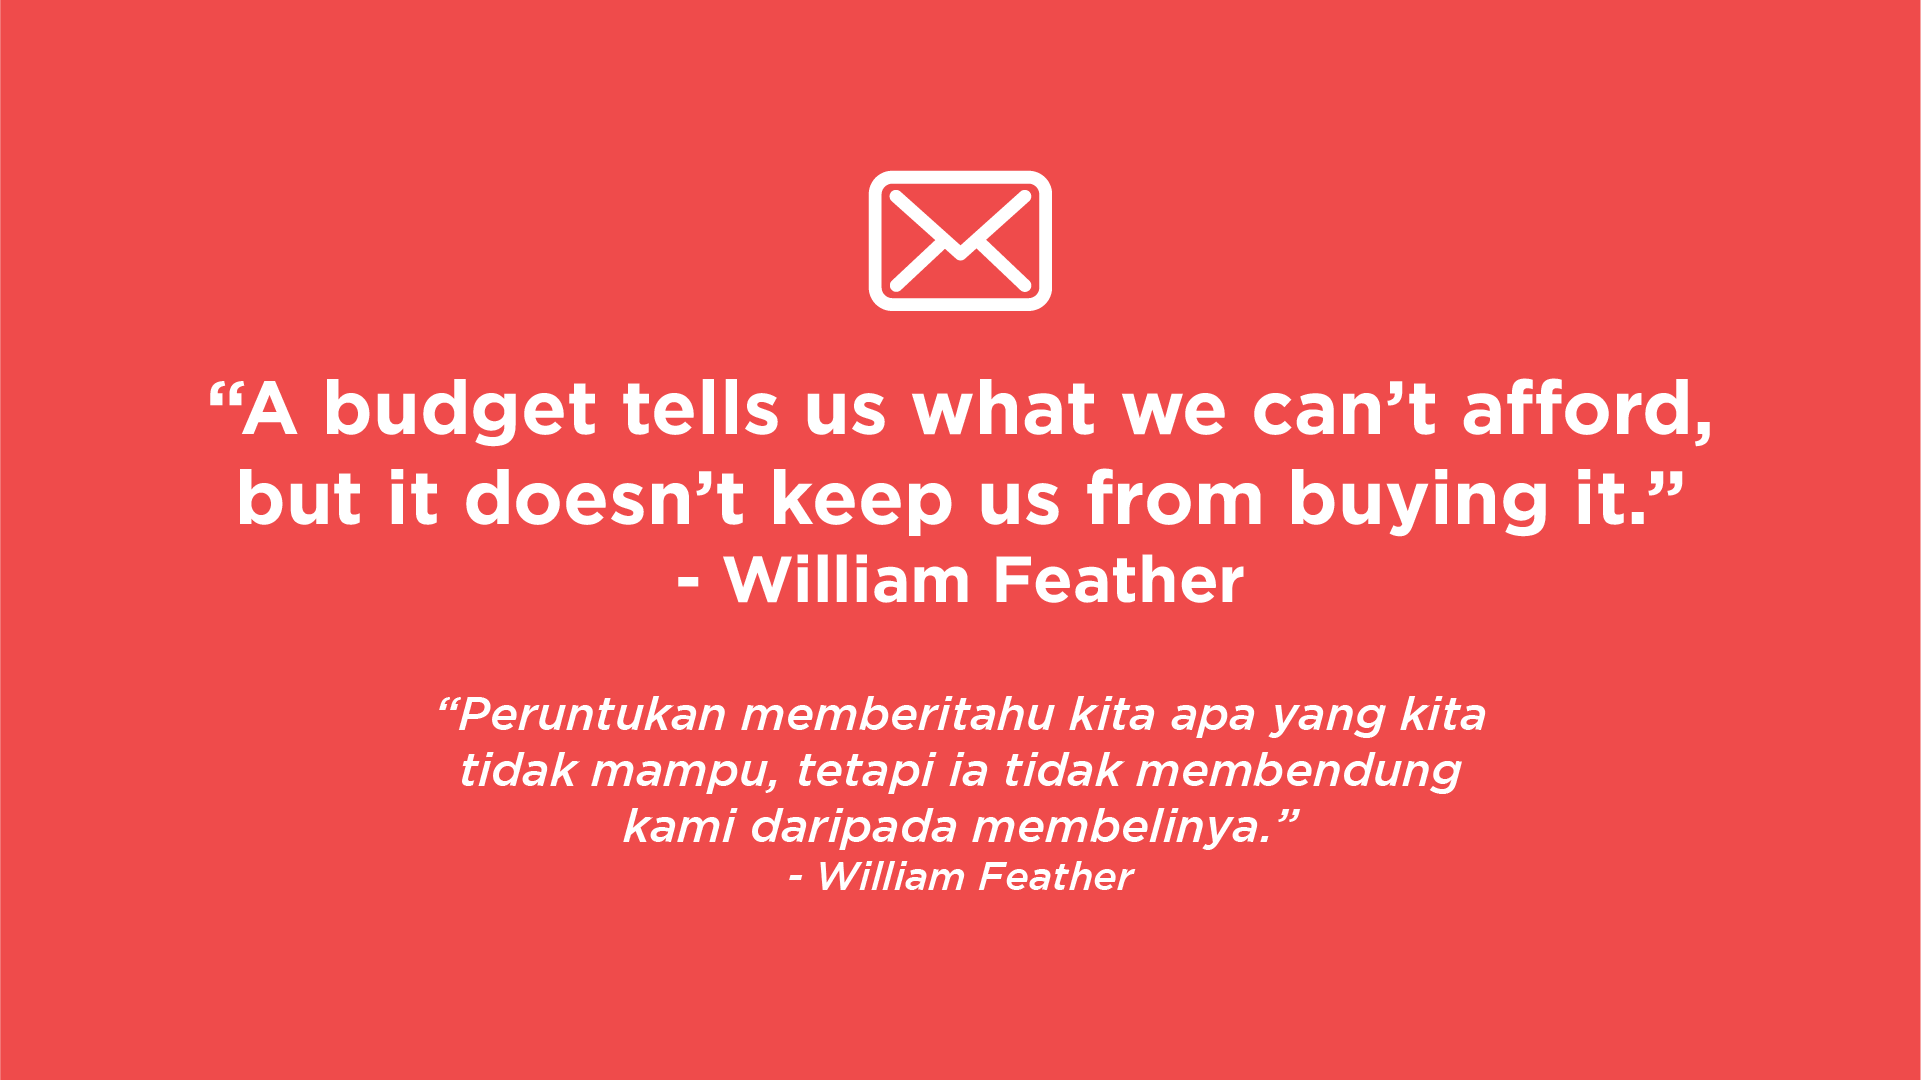 “A budget tells us what we can’t afford,
but it doesn’t keep us from buying it.”
- William Feather
“Peruntukan memberitahu kita apa yang kita
tidak mampu, tetapi ia tidak membendung
kami daripada membelinya.”
- William Feather